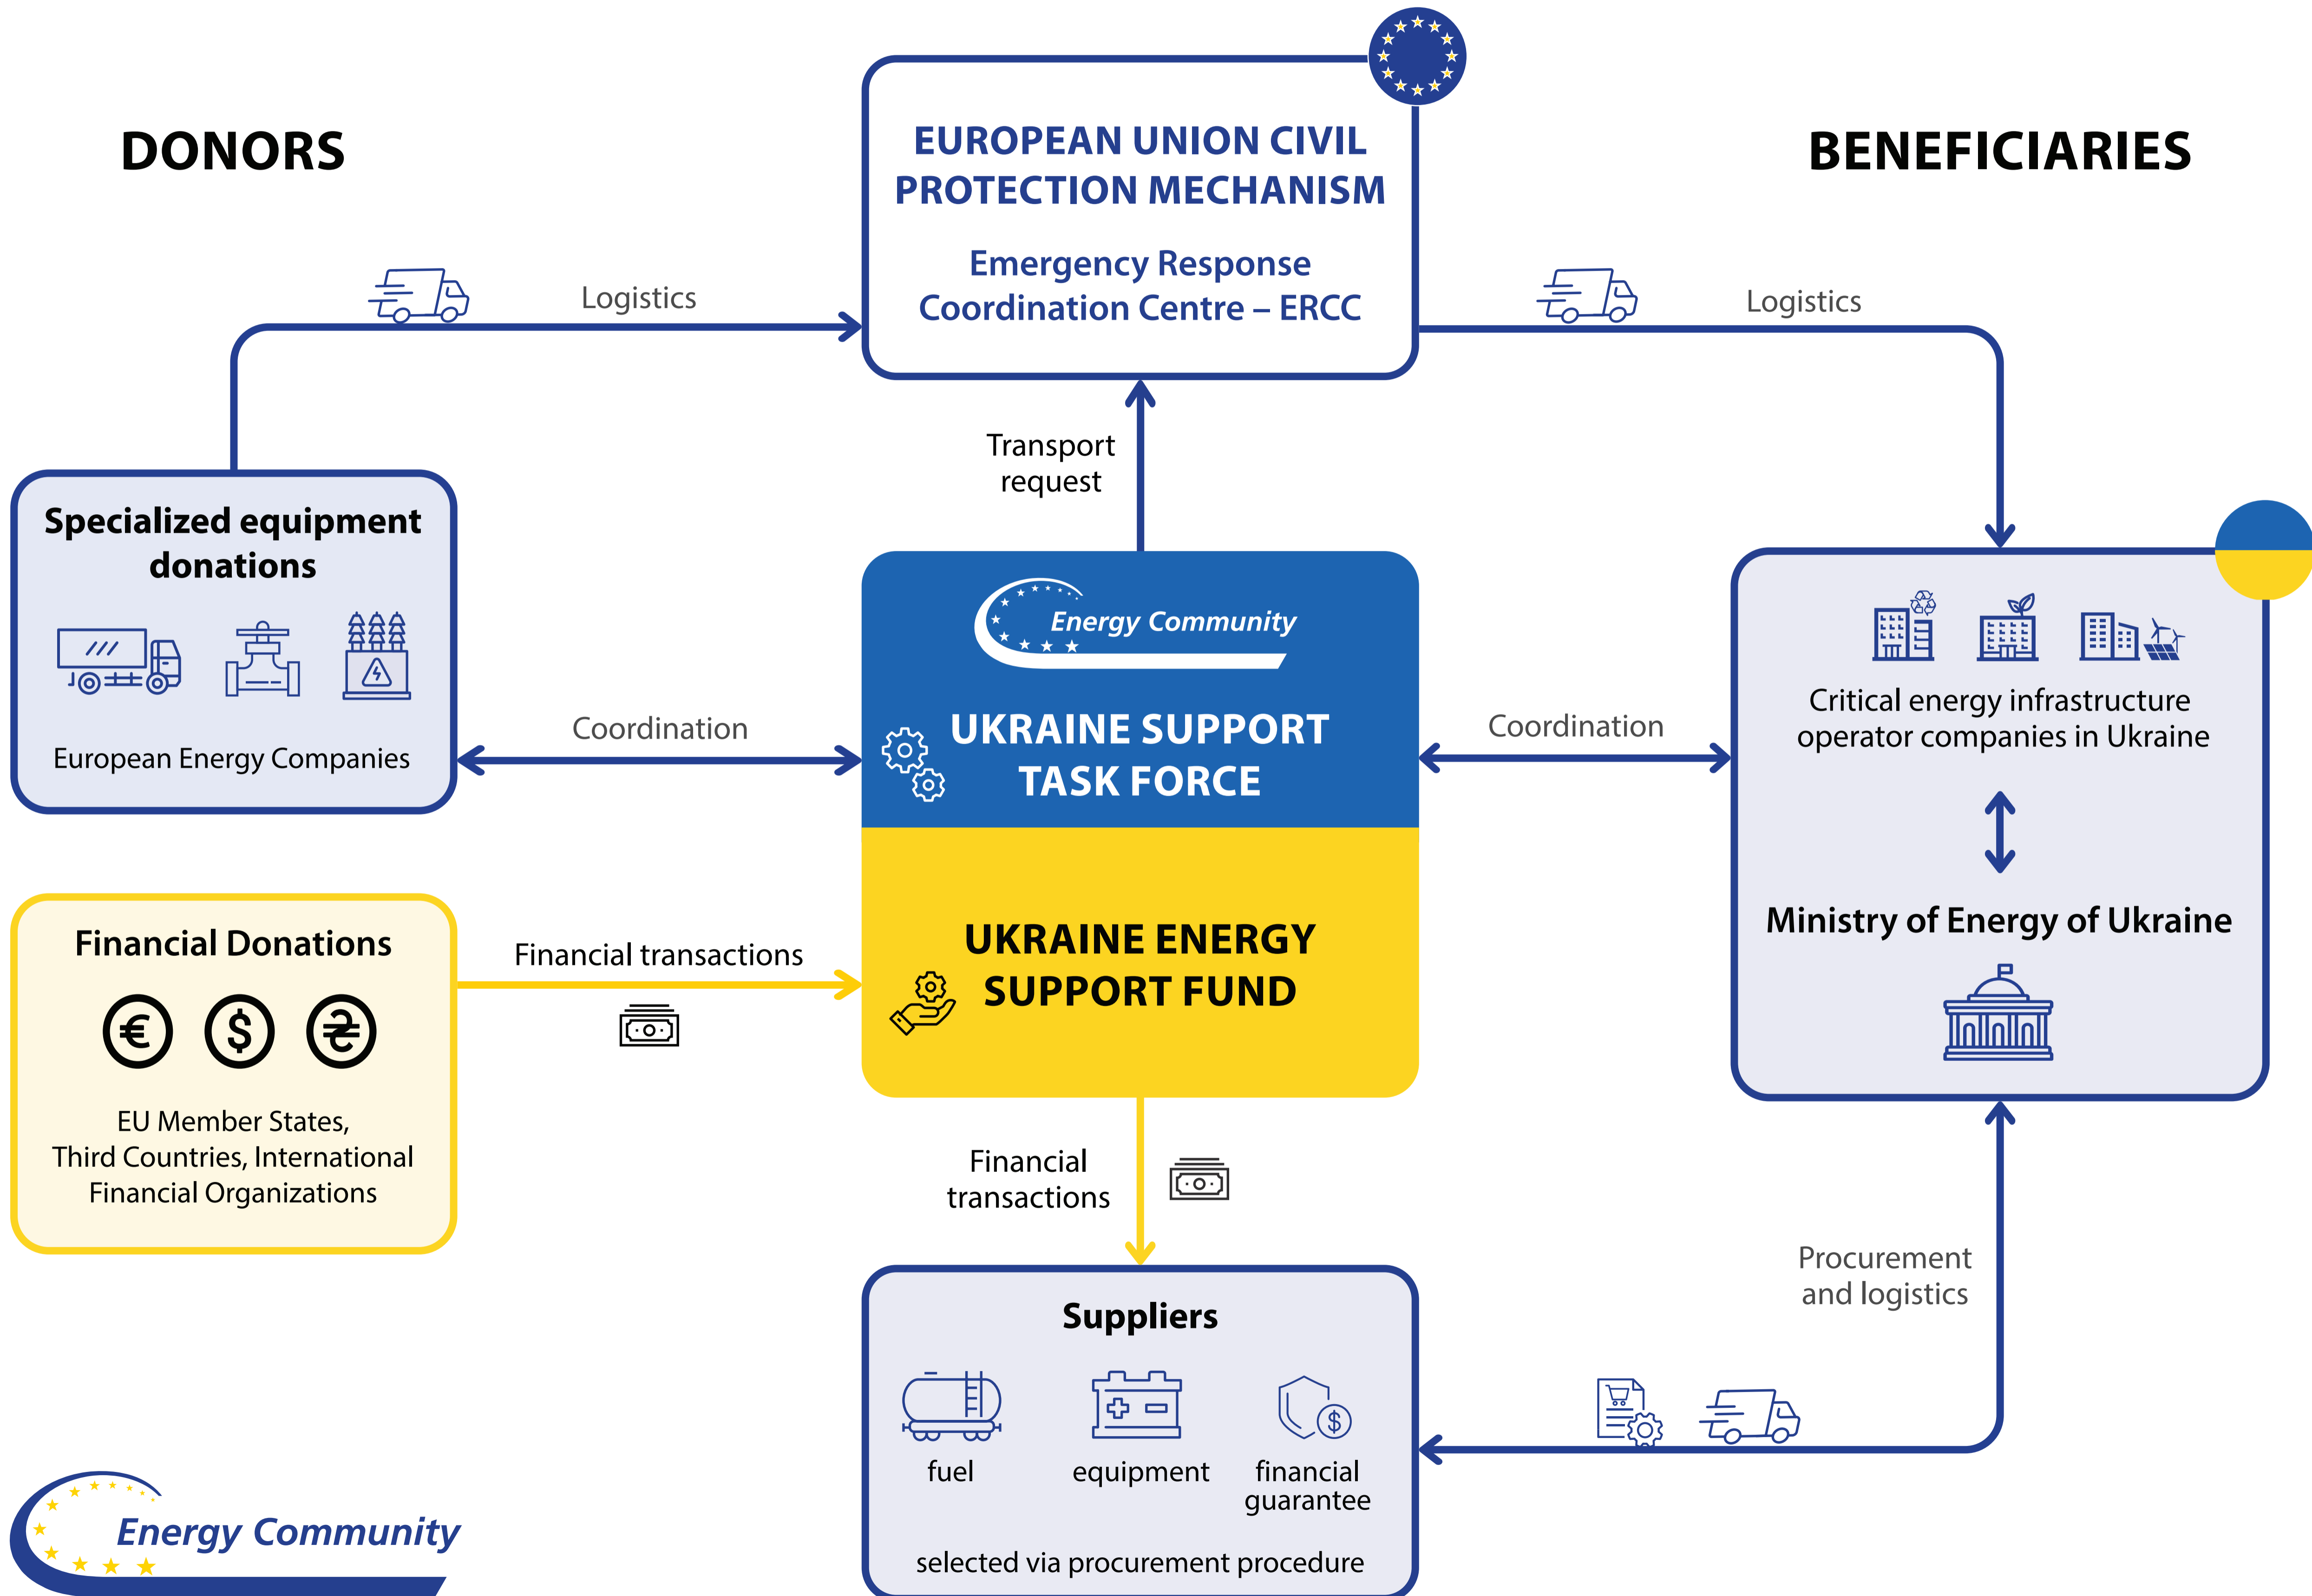 DONORS
EUROPEAN UNION CIVIL
PROTECTION MECHANISM
Emergency Response
Coordination Centre – ERCC
BENEFICIARIES
Logistics
Logistics
Transport
request
Specialized equipment
donations
European Energy Companies
Coordination
Energy Community
UKRAINE SUPPORT
TASK FORCE
Coordination
Critical energy infrastructure
operator companies in Ukraine
Ministry of Energy of Ukraine
Financial Donations
€ $ ₴
EU Member States,
Third Countries, International
Financial Organizations
Financial transactions
UKRAINE ENERGY
SUPPORT FUND
Financial
transactions
Procurement
and logistics
Suppliers
$
fuel
equipment
financial
guarantee
selected via procurement procedure
Energy Community